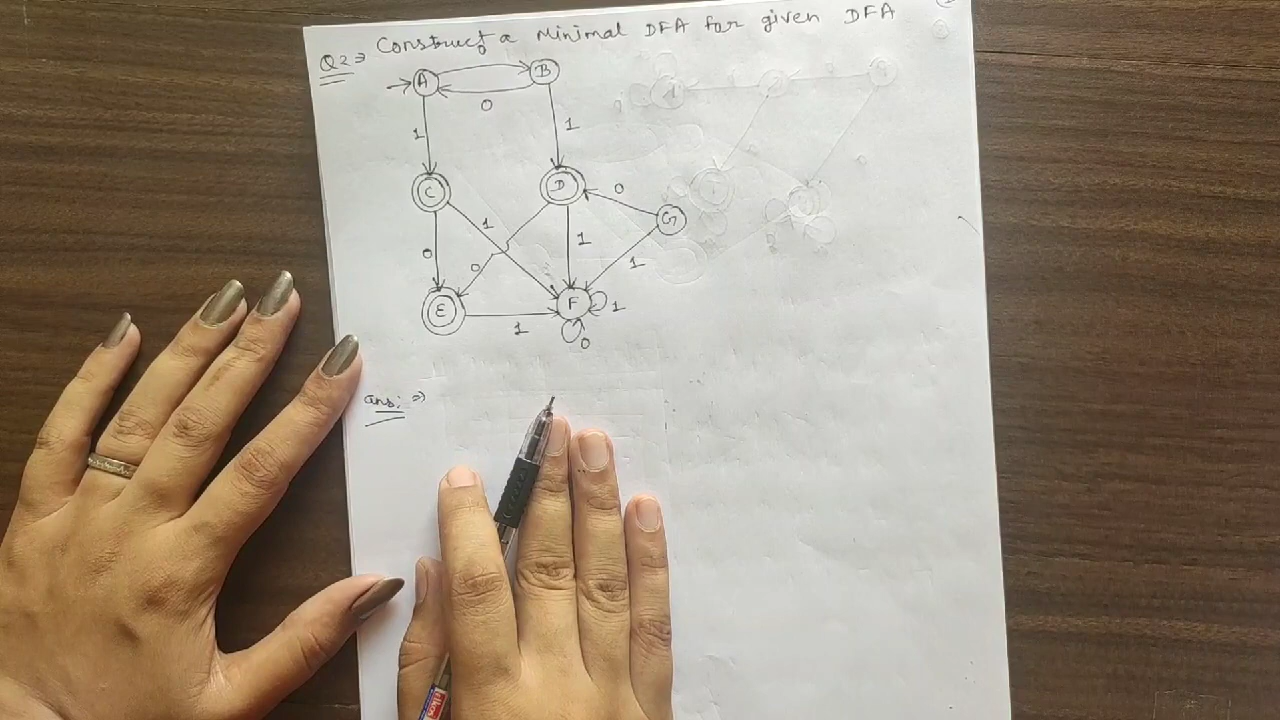 Q2⇒ Construct a Minimal DFA for given DFA
0
A B
0
1 1
C D 0
G
1 1
0 0 1
E F 1
1 0
ans: ⇒